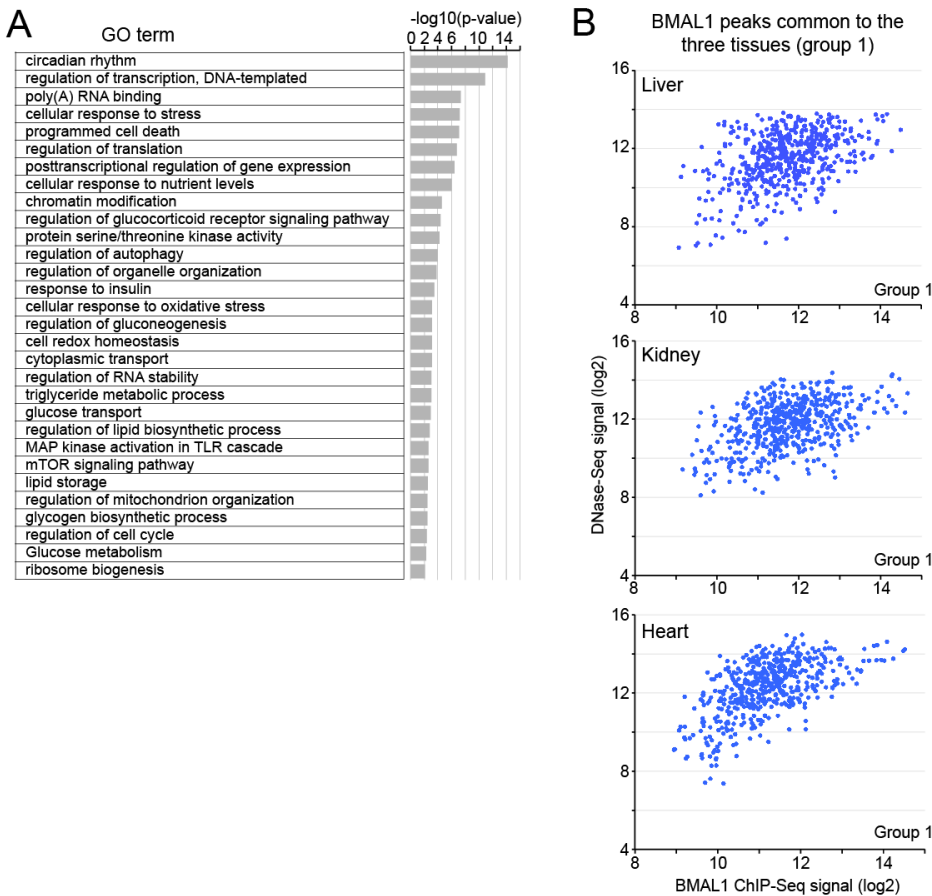 A
GO term
-log10(p-value)
0 2 4 6 10 14
circadian rhythm
regulation of transcription, DNA-templated
poly(A) RNA binding
cellular response to stress
programmed cell death
regulation of translation
posttranscriptional regulation of gene expression
cellular response to nutrient levels
chromatin modification
regulation of glucocorticoid receptor signaling pathway
protein serine/threonine kinase activity
regulation of autophagy
regulation of organelle organization
response to insulin
cellular response to oxidative stress
regulation of gluconeogenesis
cell redox homeostasis
cytoplasmic transport
regulation of RNA stability
triglyceride metabolic process
glucose transport
regulation of lipid biosynthetic process
MAP kinase activation in TLR cascade
mTOR signaling pathway
lipid storage
regulation of mitochondrion organization
glycogen biosynthetic process
regulation of cell cycle
Glucose metabolism
ribosome biogenesis
B
BMAL1 peaks common to the
three tissues (group 1)
16
Liver
12
8
Group 1
4
8 10 12 14
16
Kidney
12
DNase-Seq signal (log2)
8
Group 1
4
8 10 12 14
16
Heart
12
8
Group 1
4
8 10 12 14
BMAL1 ChIP-Seq signal (log2)